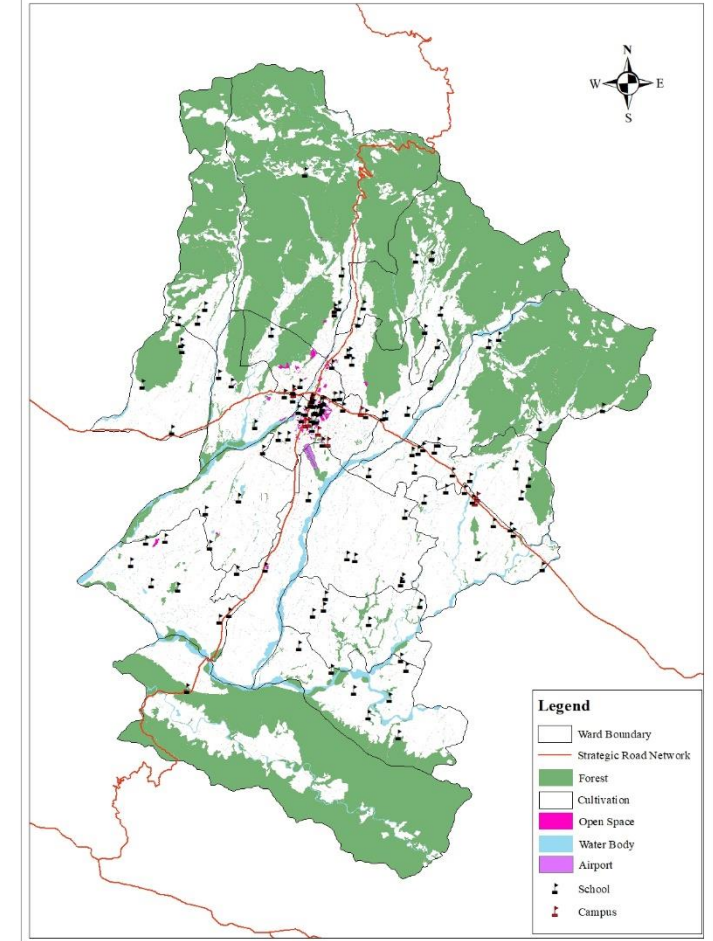 N
W E
S
Legend
Ward Boundary
Strategic Road Network
Forest
Cultivation
Open Space
Water Body
Airport
School
Campus